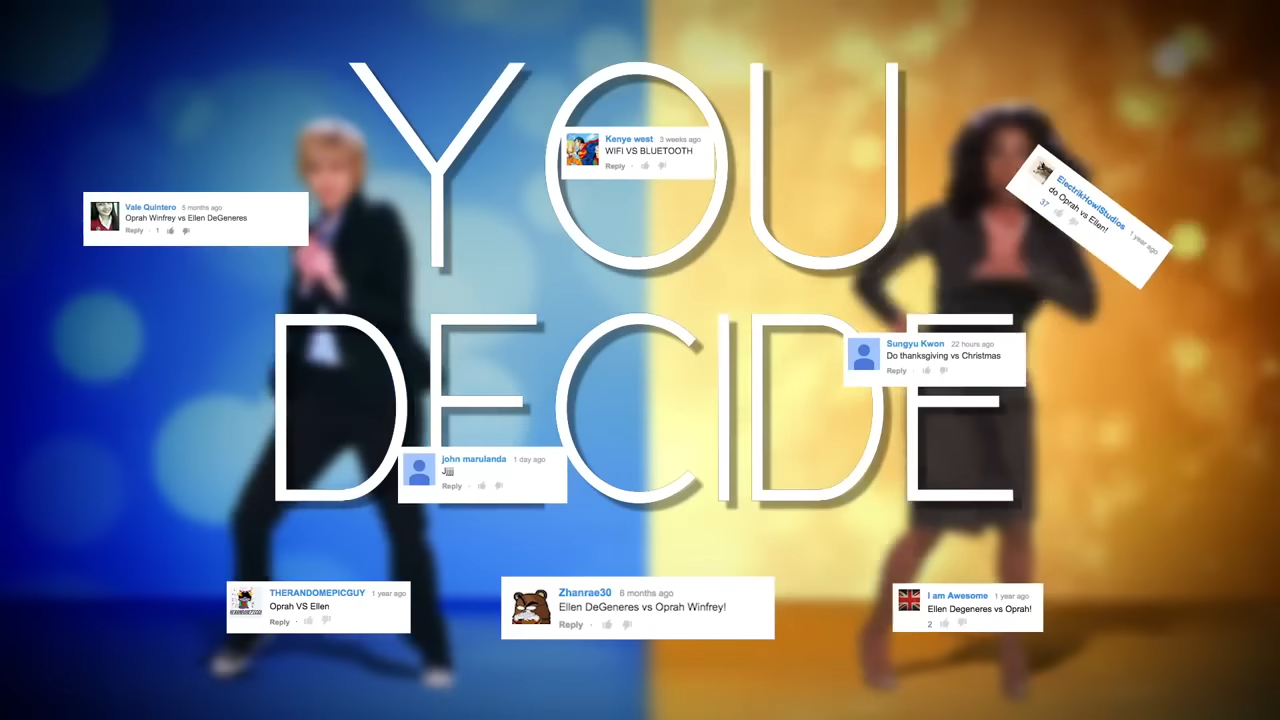 YOU
Kenye west 3 weeks ago
WIFI VS BLUETOOTH
Reply ·
Vale Quintero 5 months ago
Oprah Winfrey vs Ellen DeGeneres
Reply · 1
ElectrikHowlStudios 1 year ago
do Oprah vs Ellen!
37
DECIDE
Sungyu Kwon 22 hours ago
Do thanksgiving vs Christmas
Reply ·
john marulanda 1 day ago
Reply ·
THERANDOMEPICGUY 1 year ago
Oprah VS Ellen
Reply ·
Zhanrae30 6 months ago
Ellen DeGeneres vs Oprah Winfrey!
Reply ·
I am Awesome 1 year ago
Ellen Degeneres vs Oprah!
2